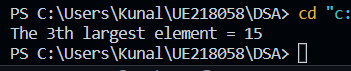 PS C:\Users\Kunal\UE218058\DSA> cd "c:
The 3th largest element = 15
PS C:\Users\Kunal\UE218058\DSA>